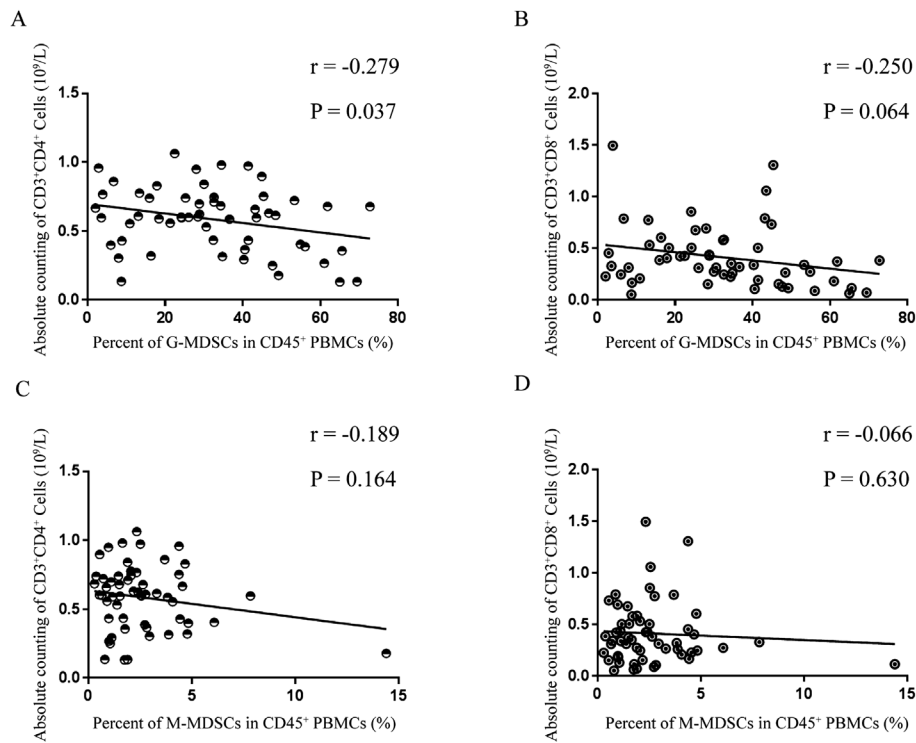 A
r = -0.279
P = 0.037
Absolute counting of CD3⁺CD4⁺ Cells (10⁹/L)
1.5
1.0
0.5
0.0
0 20 40 60 80
Percent of G-MDSCs in CD45⁺ PBMCs (%)
B
r = -0.250
P = 0.064
Absolute counting of CD3⁺CD8⁺ Cells (10⁹/L)
2.0
1.5
1.0
0.5
0.0
0 20 40 60 80
Percent of G-MDSCs in CD45⁺ PBMCs (%)
C
r = -0.189
P = 0.164
Absolute counting of CD3⁺CD4⁺ Cells (10⁹/L)
1.5
1.0
0.5
0.0
0 5 10 15
Percent of M-MDSCs in CD45⁺ PBMCs (%)
D
r = -0.066
P = 0.630
Absolute counting of CD3⁺CD8⁺ Cells (10⁹/L)
2.0
1.5
1.0
0.5
0.0
0 5 10 15
Percent of M-MDSCs in CD45⁺ PBMCs (%)